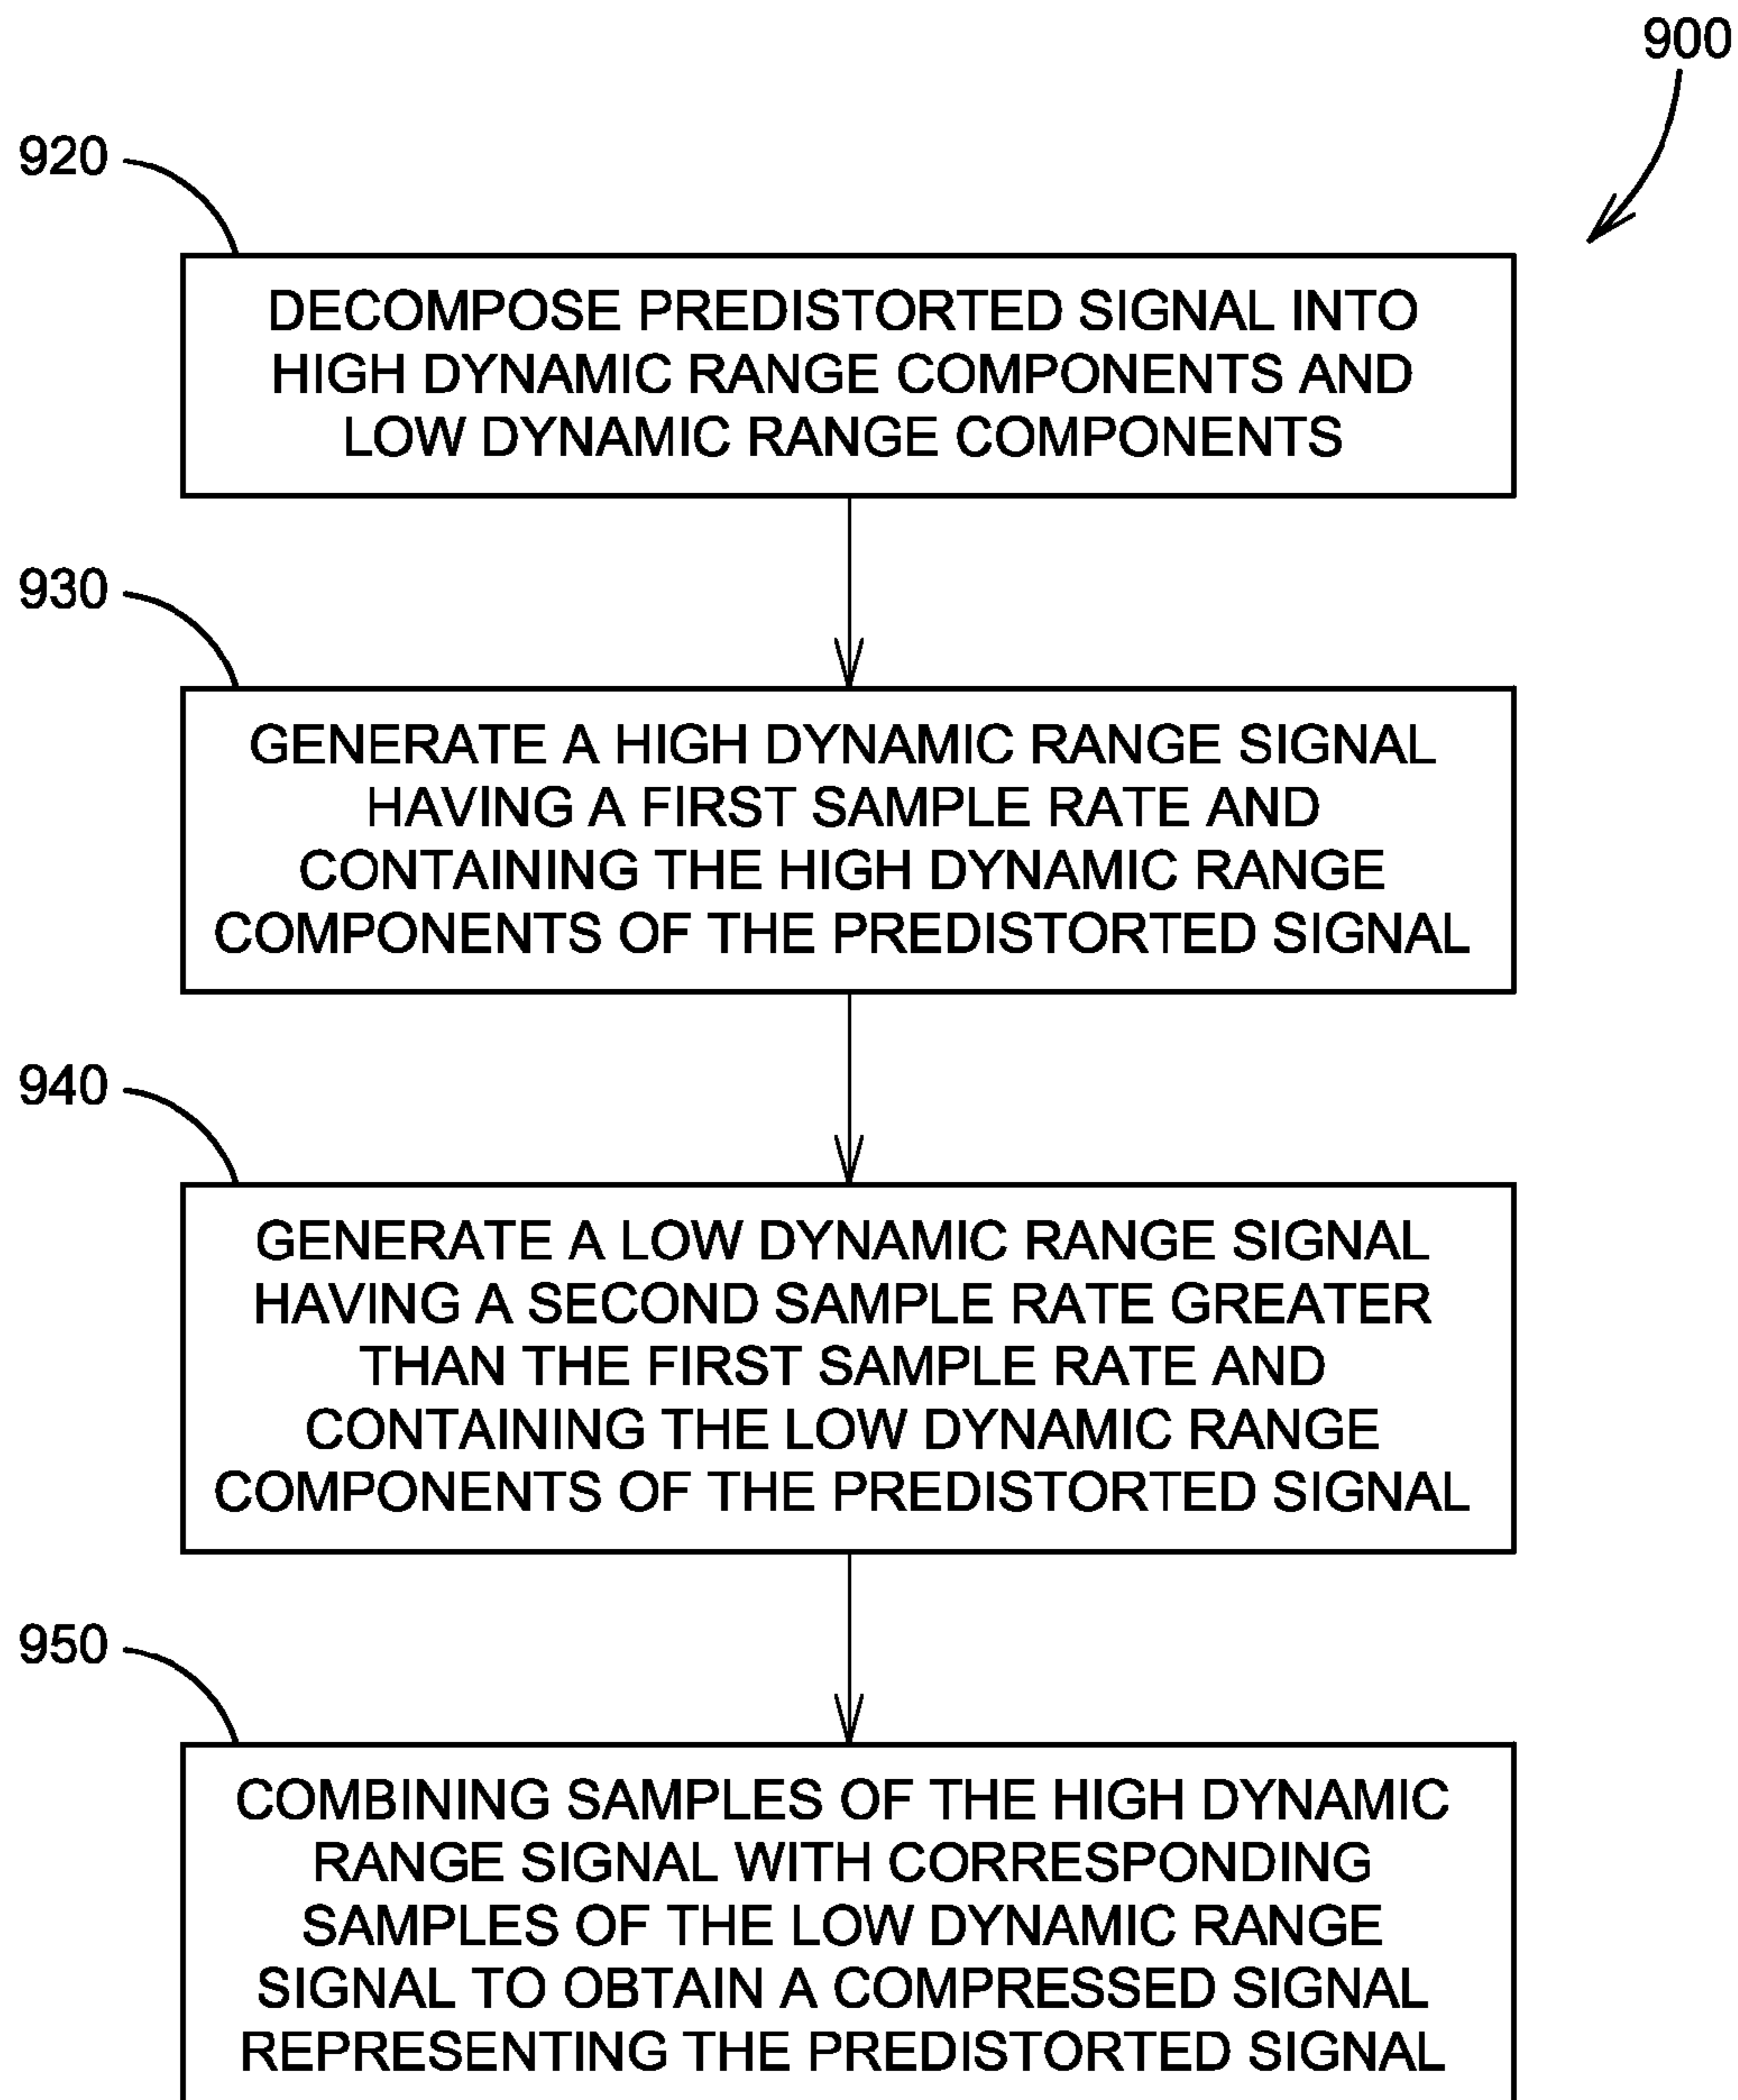 900
920
DECOMPOSE PREDISTORTED SIGNAL INTO
HIGH DYNAMIC RANGE COMPONENTS AND
LOW DYNAMIC RANGE COMPONENTS
930
GENERATE A HIGH DYNAMIC RANGE SIGNAL
HAVING A FIRST SAMPLE RATE AND
CONTAINING THE HIGH DYNAMIC RANGE
COMPONENTS OF THE PREDISTORTED SIGNAL
940
GENERATE A LOW DYNAMIC RANGE SIGNAL
HAVING A SECOND SAMPLE RATE GREATER
THAN THE FIRST SAMPLE RATE AND
CONTAINING THE LOW DYNAMIC RANGE
COMPONENTS OF THE PREDISTORTED SIGNAL
950
COMBINING SAMPLES OF THE HIGH DYNAMIC
RANGE SIGNAL WITH CORRESPONDING
SAMPLES OF THE LOW DYNAMIC RANGE
SIGNAL TO OBTAIN A COMPRESSED SIGNAL
REPRESENTING THE PREDISTORTED SIGNAL